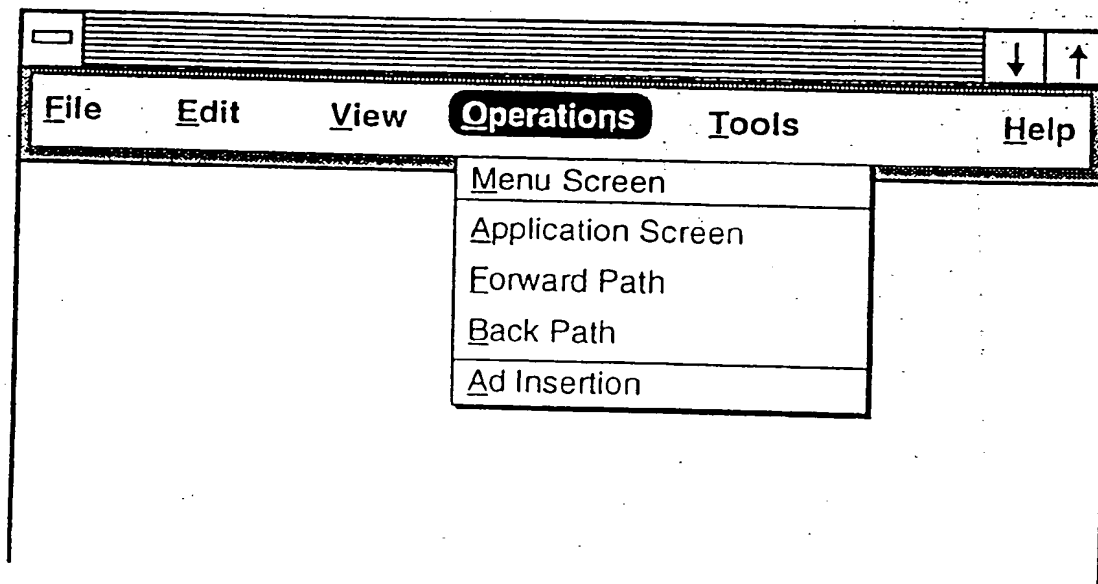 File Edit View Operations Tools Help
Menu Screen
Application Screen
Forward Path
Back Path
Ad Insertion